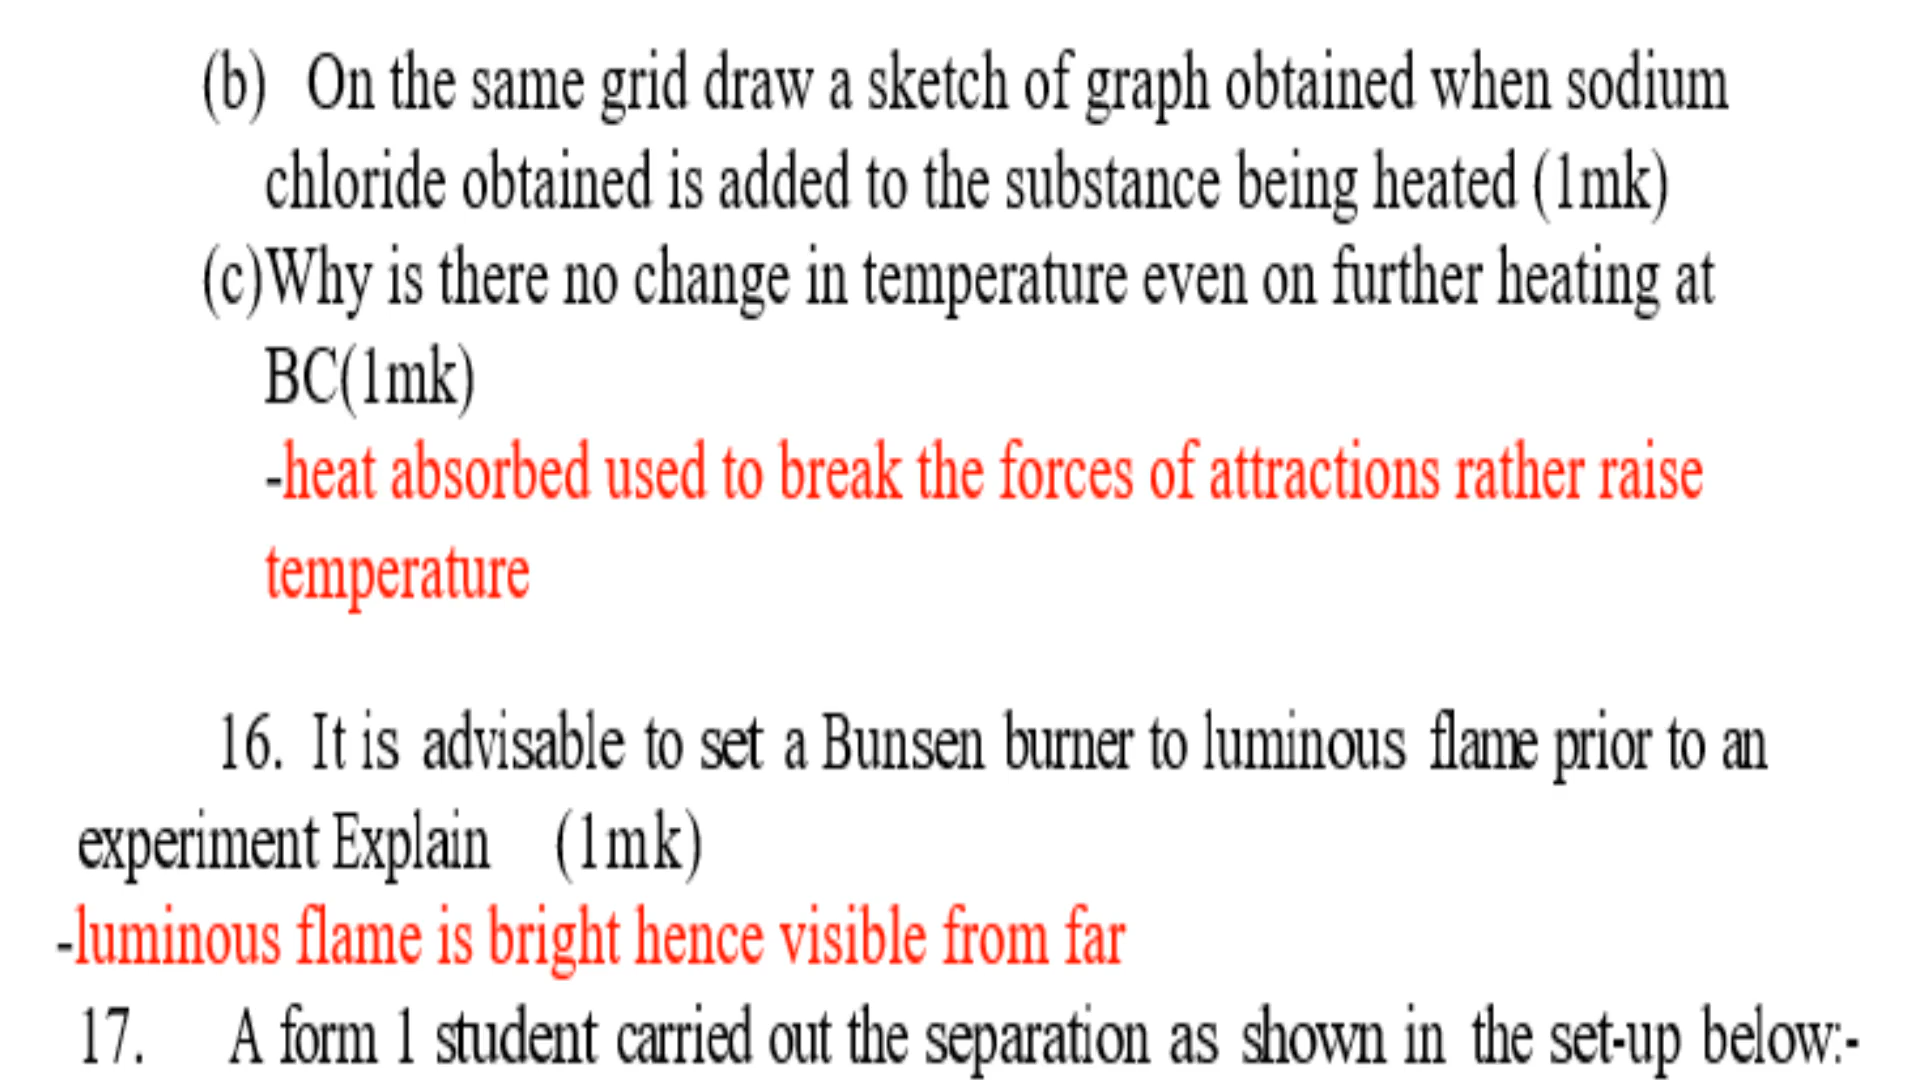 (b) On the same grid draw a sketch of graph obtained when sodium
chloride obtained is added to the substance being heated (1mk)
(c)Why is there no change in temperature even on further heating at
BC(1mk)
-heat absorbed used to break the forces of attractions rather raise
temperature
16. It is advisable to set a Bunsen burner to luminous flame prior to an
experiment Explain (1mk)
-luminous flame is bright hence visible from far
17. A form 1 student carried out the separation as shown in the set-up below:-